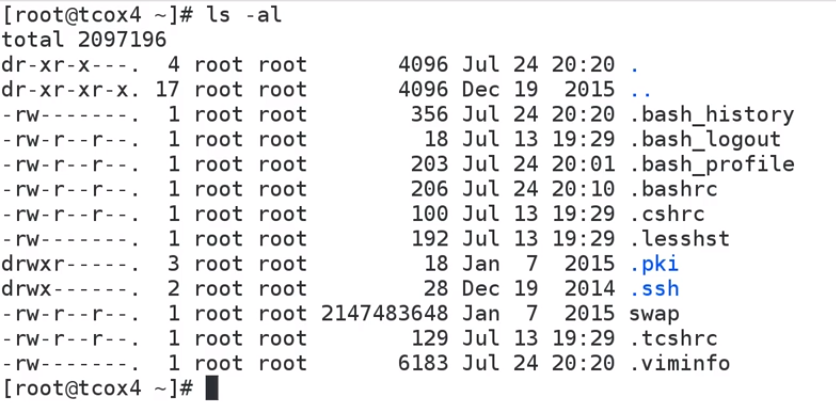 [root@tcox4 ~]# ls -al
total 2097196
dr-xr-x---.  4 root root       4096 Jul 24 20:20 .
dr-xr-xr-x. 17 root root       4096 Dec 19  2015 ..
-rw-------.  1 root root        356 Jul 24 20:20 .bash_history
-rw-r--r--.  1 root root         18 Jul 13 19:29 .bash_logout
-rw-r--r--.  1 root root        203 Jul 24 20:01 .bash_profile
-rw-r--r--.  1 root root        206 Jul 24 20:10 .bashrc
-rw-r--r--.  1 root root        100 Jul 13 19:29 .cshrc
-rw-------.  1 root root        192 Jul 13 19:29 .lesshst
drwxr-----.  3 root root         18 Jan  7  2015 .pki
drwx------.  2 root root         28 Dec 19  2014 .ssh
-rw-r--r--.  1 root root 2147483648 Jan  7  2015 swap
-rw-r--r--.  1 root root        129 Jul 13 19:29 .tcshrc
-rw-------.  1 root root       6183 Jul 24 20:20 .viminfo
[root@tcox4 ~]#